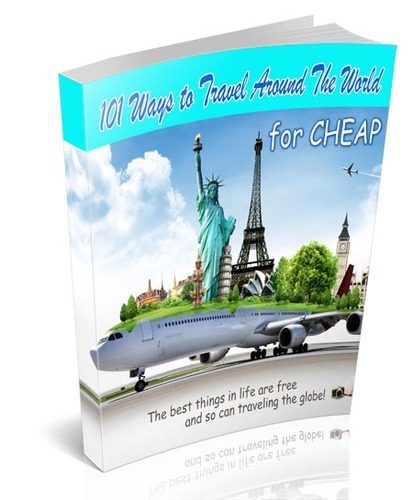 101 Ways to Travel Around The World
for CHEAP
The best things in life are free
and so can traveling the globe!